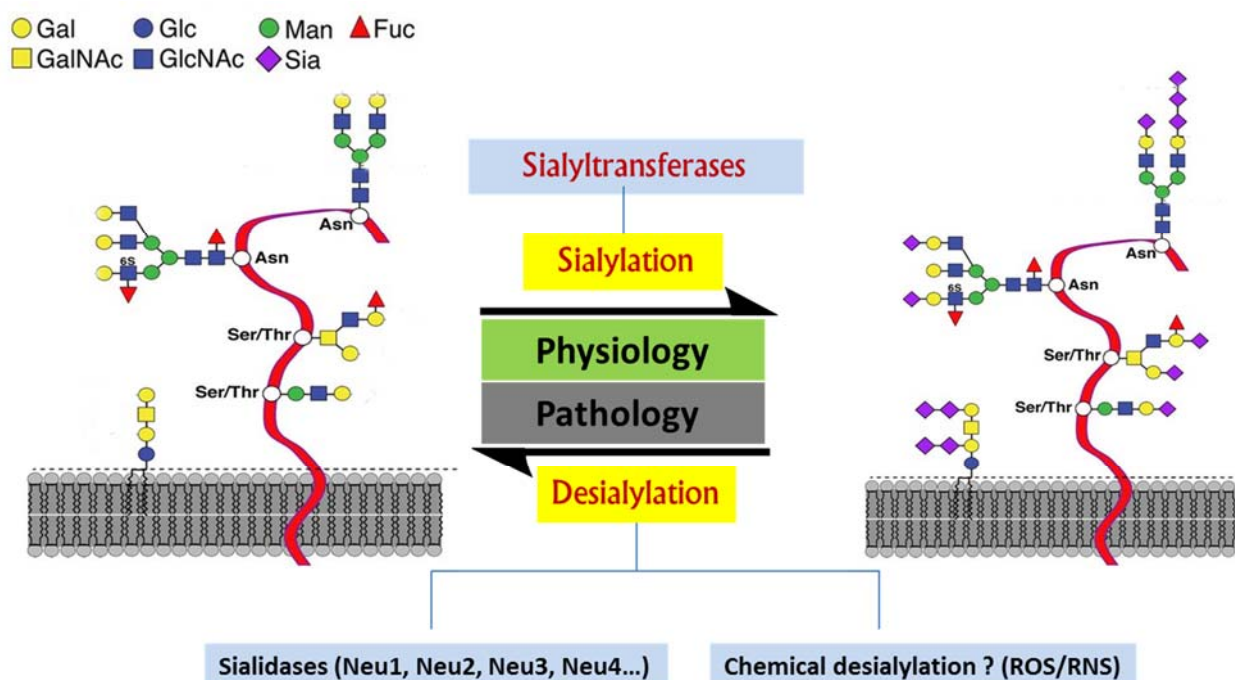 Gal Glc Man Fuc
GalNAc GlcNAc Sia
Sialyltransferases
Asn
Asn
6S
Asn
6S
Asn
Sialylation
Ser/Thr
Ser/Thr
Physiology
Ser/Thr
Ser/Thr
Pathology
Desialylation
Sialidases (Neu1, Neu2, Neu3, Neu4...)
Chemical desialylation ? (ROS/RNS)